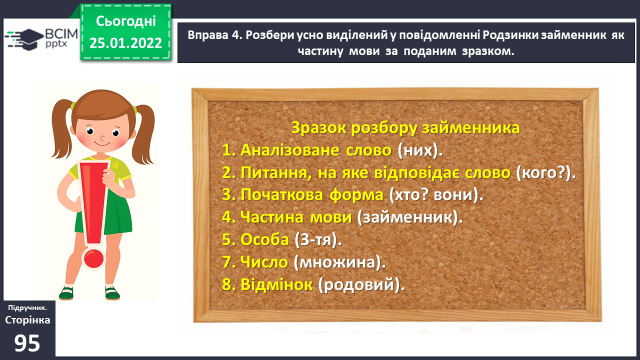 ВСІМ
pptx
Сьогодні
25.01.2022
Вправа 4. Розбери усно виділений у повідомленні Родзинки займенник як
частину мови за поданим зразком.
Зразок розбору займенника
1. Аналізоване слово (них).
2. Питання, на яке відповідає слово (кого?).
3. Початкова форма (хто? вони).
4. Частина мови (займенник).
5. Особа (3-тя).
7. Число (множина).
8. Відмінок (родовий).
Підручник.
Сторінка
95